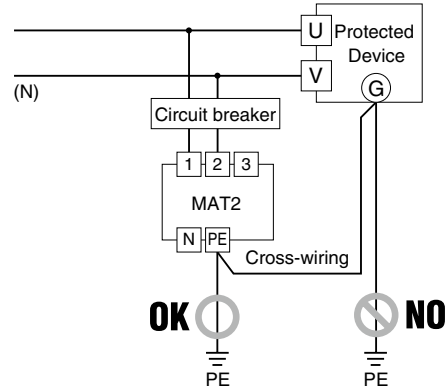 U
Protected
Device
V
(N)
G
Circuit breaker
1 2 3
MAT2
N PE
Cross-wiring
OK
NO
PE
PE